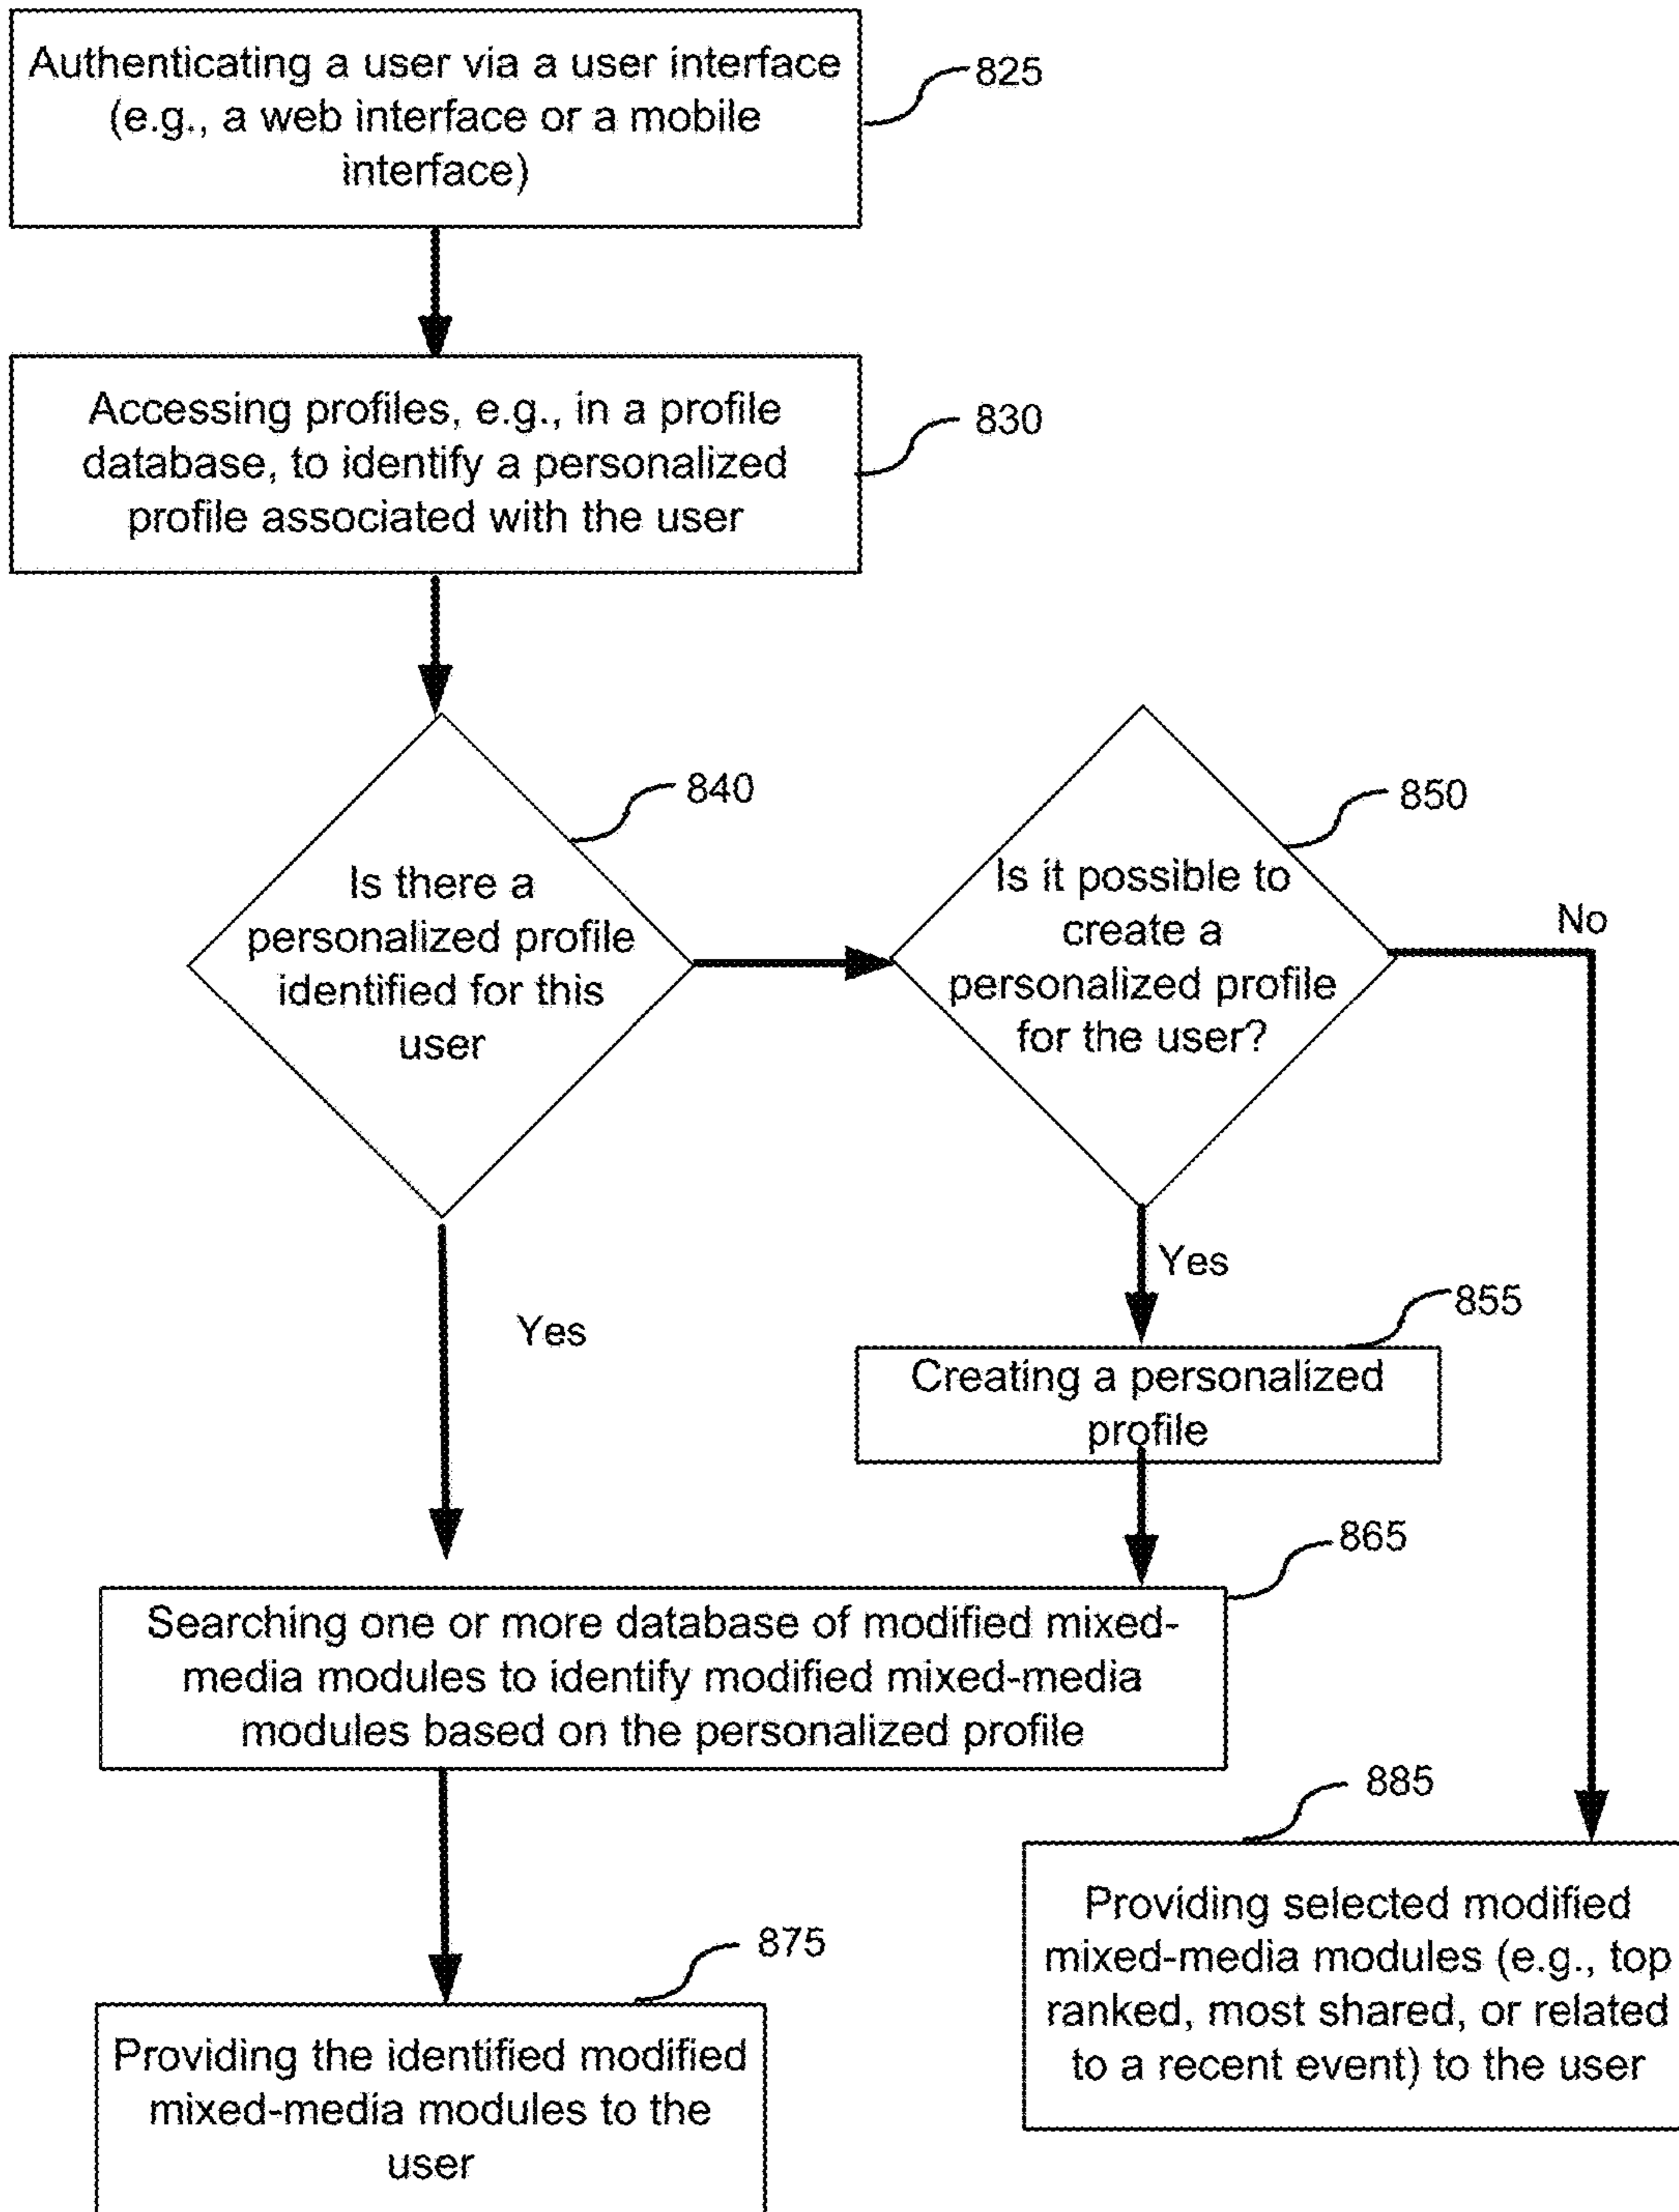 Authenticating a user via a user interface
(e.g., a web interface or a mobile
interface)
825
Accessing profiles, e.g., in a profile
database, to identify a personalized
profile associated with the user
830
840
Is there a
personalized profile
identified for this
user
850
Is it possible to
create a
personalized profile
for the user?
No
Yes
Yes
855
Creating a personalized
profile
865
Searching one or more database of modified mixed-
media modules to identify modified mixed-media
modules based on the personalized profile
885
Providing selected modified
mixed-media modules (e.g., top
ranked, most shared, or related
to a recent event) to the user
875
Providing the identified modified
mixed-media modules to the
user